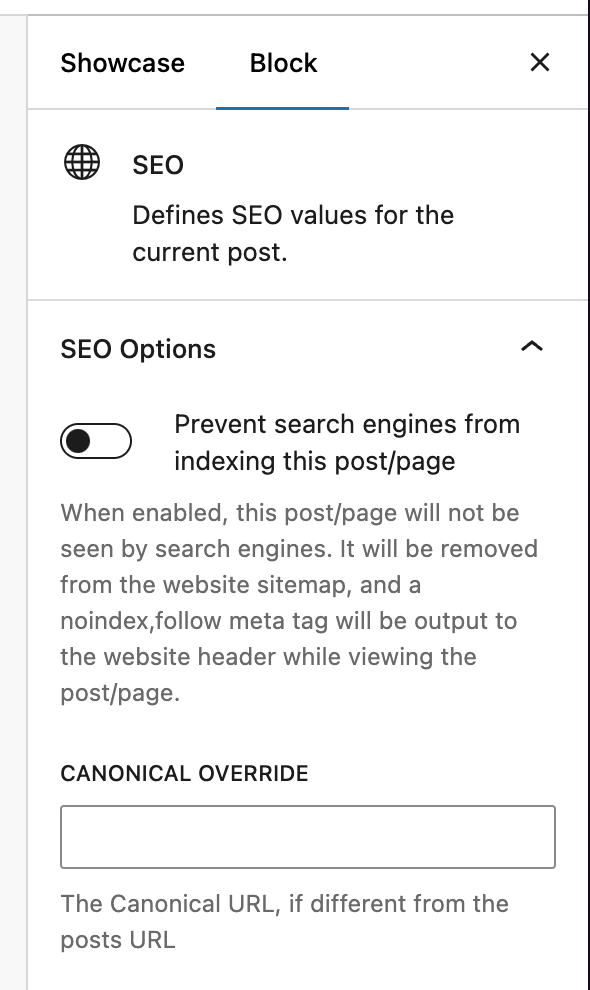 Showcase Block
SEO
Defines SEO values for the
current post.
SEO Options
Prevent search engines from
indexing this post/page
When enabled, this post/page will not be
seen by search engines. It will be removed
from the website sitemap, and a
noindex,follow meta tag will be output to
the website header while viewing the
post/page.
CANONICAL OVERRIDE
The Canonical URL, if different from the
posts URL